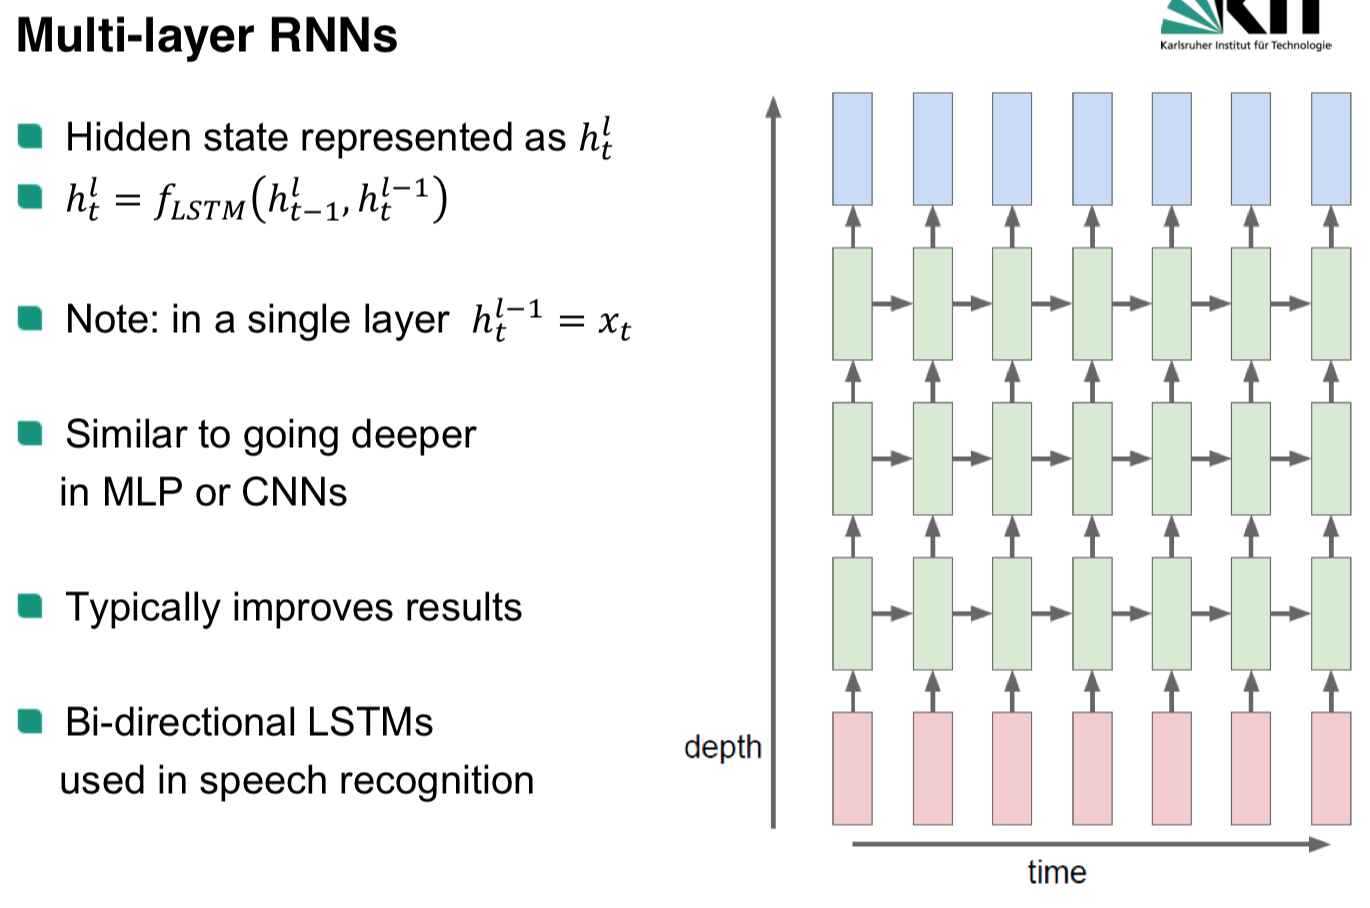 Multi-layer RNNs
Karlsruher Institut für Technologie
Hidden state represented as $h_t^l$
$h_t^l = f_{LSTM}(h_{t-1}^l, h_t^{l-1})$
Note: in a single layer $h_t^{l-1} = x_t$
Similar to going deeper
in MLP or CNNs
Typically improves results
Bi-directional LSTMs
used in speech recognition
depth
time